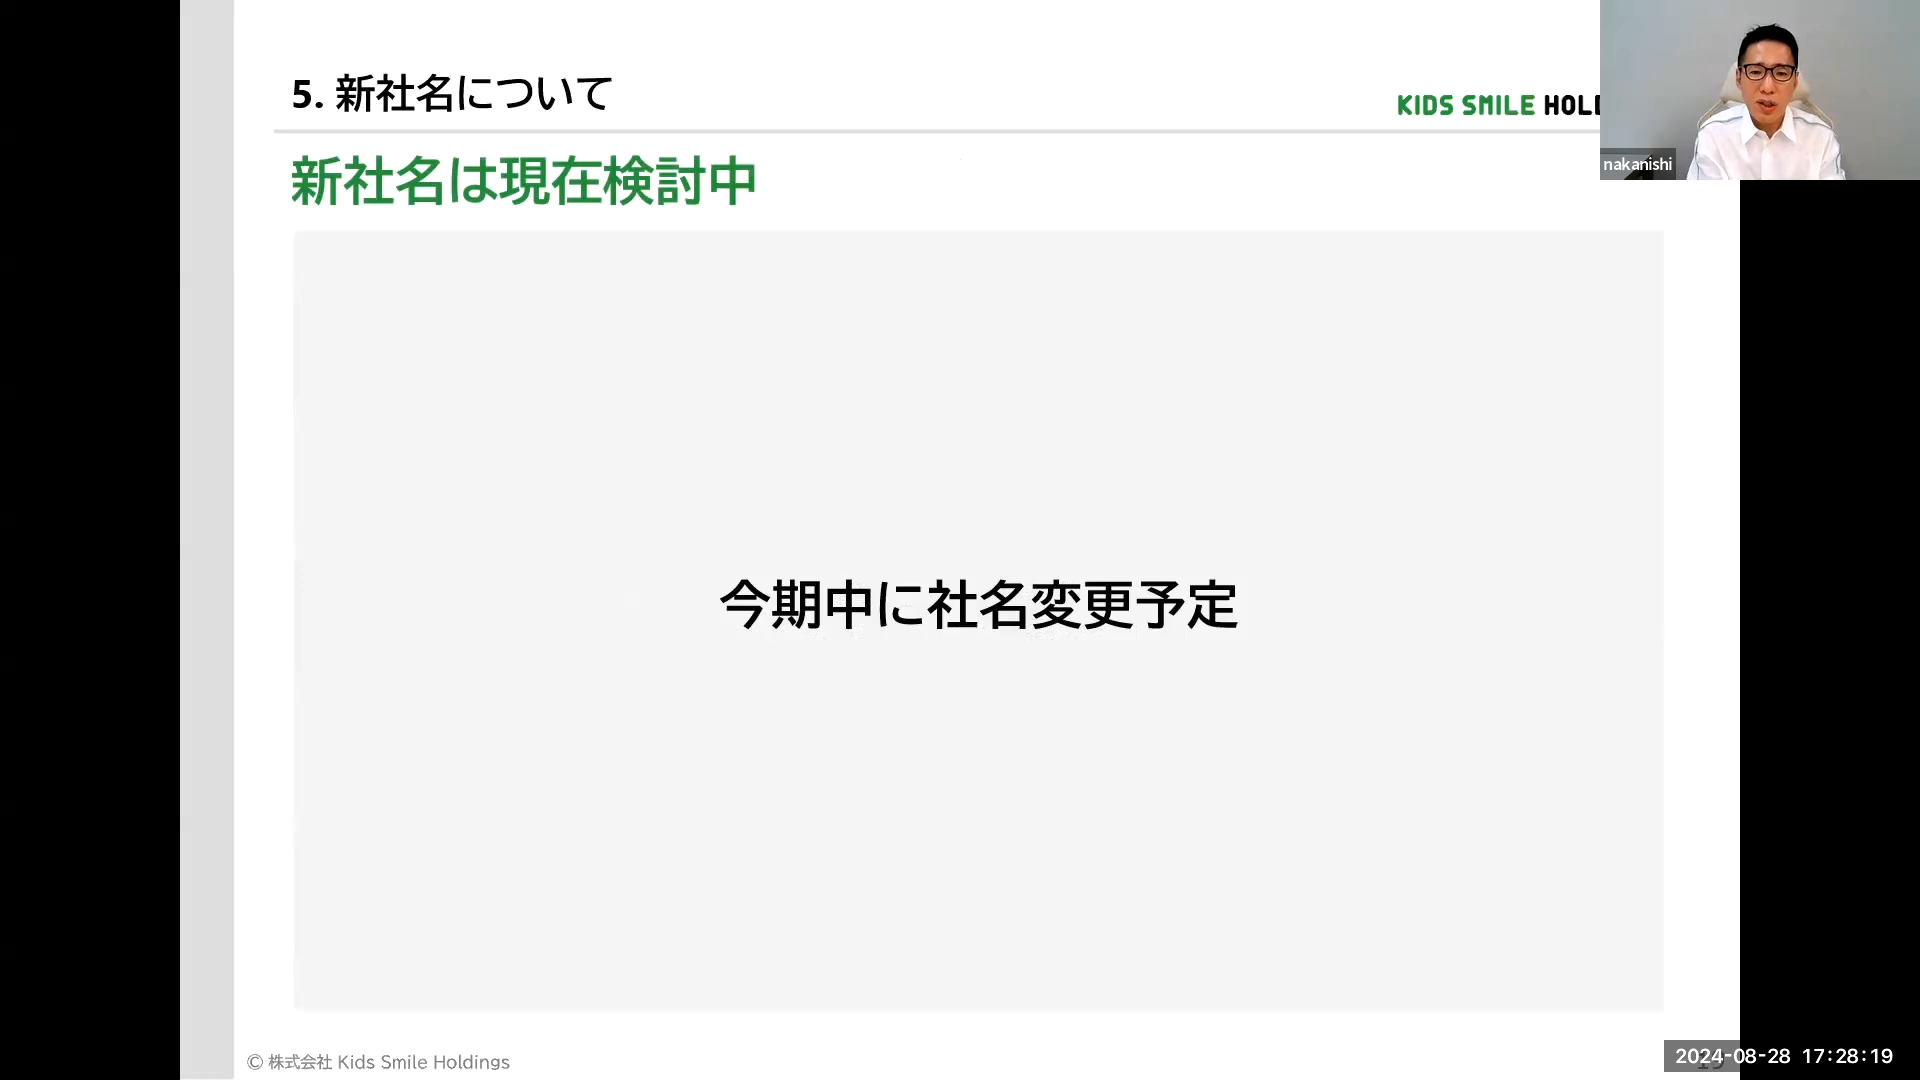 5. 新社名について
KIDS SMILE HOLD
nakanishi
新社名は現在検討中
今期中に社名変更予定
© 株式会社 Kids Smile Holdings
2024-08-28 17:28:19